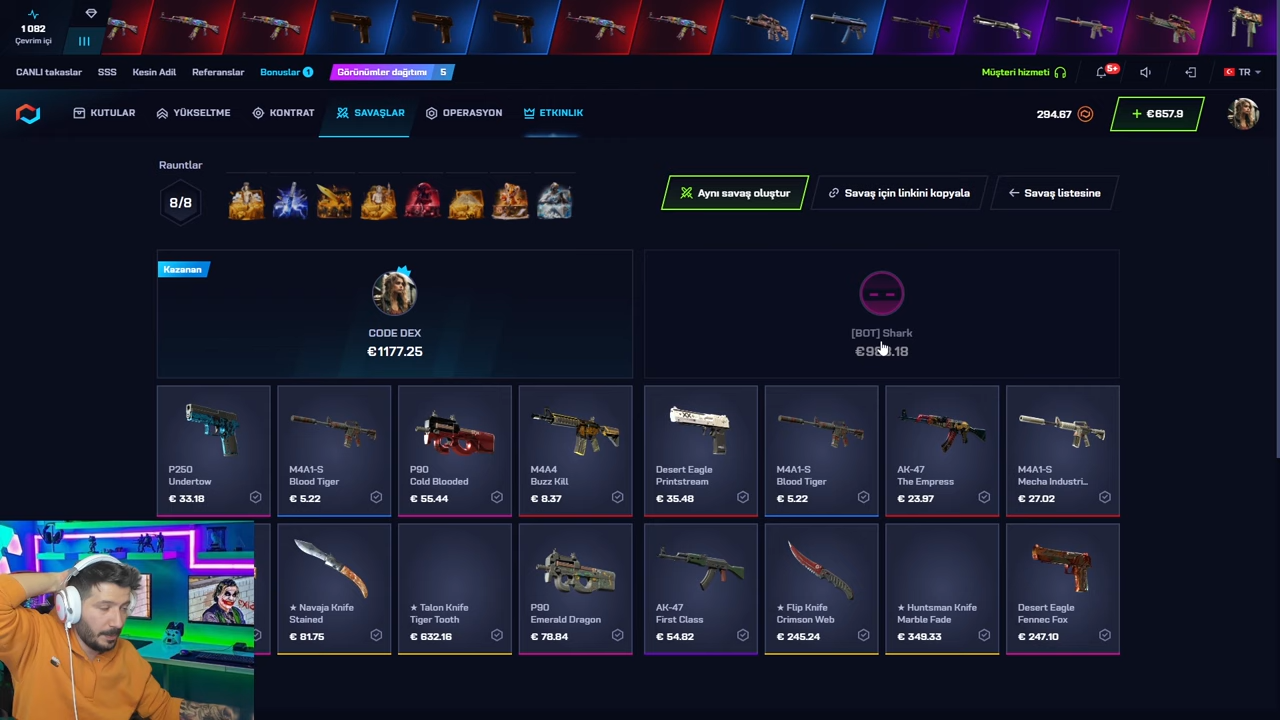 1 082
Çevrim içi
CANLI takaslar
SSS
Kesin Adil
Referanslar
Bonuslar 1
Görünümler dağıtımı 5
Müşteri hizmeti
5+
TR
KUTULAR
YÜKSELTME
KONTRAT
SAVAŞLAR
OPERASYON
ETKINLIK
294.67
+ €657.9
Rauntlar
8/8
Aynı savaş oluştur
Savaş için linkini kopyala
Savaş listesine
Kazanan
CODE DEX
€1177.25
[BOT] Shark
P250
Undertow
€ 33.18
M4A1-S
Blood Tiger
€ 5.22
P90
Cold Blooded
€ 55.44
M4A4
Buzz Kill
€ 8.37
Desert Eagle
Printstream
€ 35.48
M4A1-S
Blood Tiger
€ 5.22
AK-47
The Empress
€ 23.97
M4A1-S
Mecha Industri...
€ 27.02
★ Navaja Knife
Stained
€ 81.75
★ Talon Knife
Tiger Tooth
€ 632.16
P90
Emerald Dragon
€ 78.84
AK-47
First Class
€ 54.82
★ Flip Knife
Crimson Web
€ 245.24
★ Huntsman Knife
Marble Fade
€ 349.33
Desert Eagle
Fennec Fox
€ 247.10